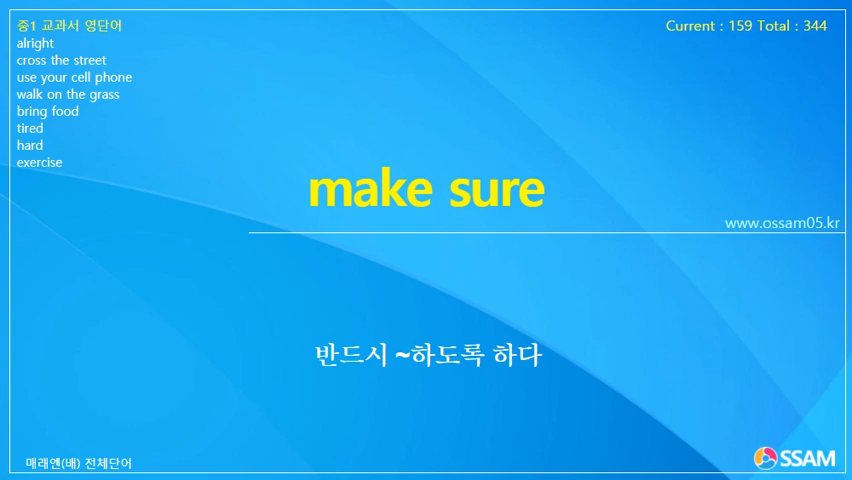 중1 교과서 영단어
Current : 159 Total : 344
alright
cross the street
use your cell phone
walk on the grass
bring food
tired
hard
exercise
make sure
www.ossam05.kr
반드시 ~하도록 하다
매래엔(배) 전체단어
OSSAM